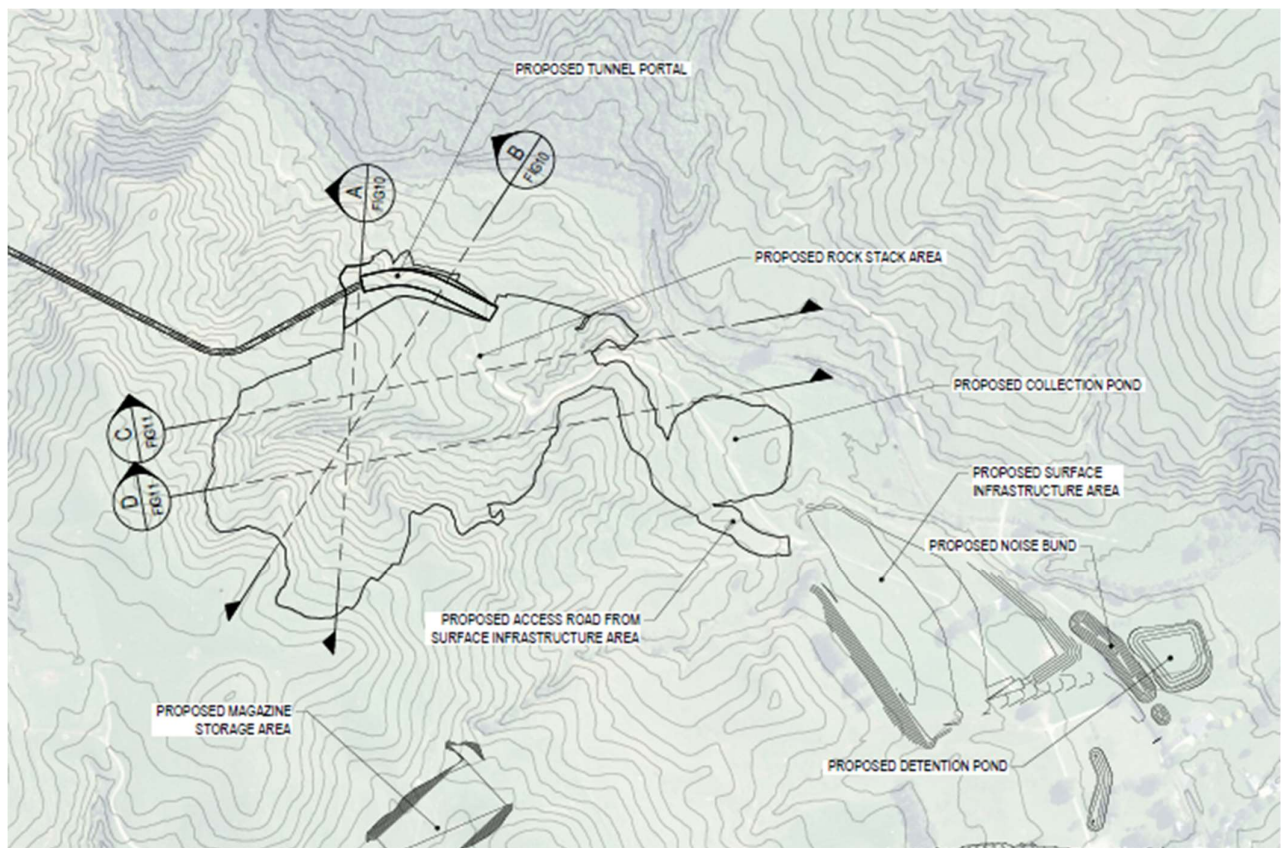 PROPOSED TUNNEL PORTAL
B
FIG10
A
FIG10
PROPOSED ROCK STACK AREA
PROPOSED COLLECTION POND
C
FIG11
D
FIG11
PROPOSED SURFACE
INFRASTRUCTURE AREA
PROPOSED NOISE BUND
PROPOSED ACCESS ROAD FROM
SURFACE INFRASTRUCTURE AREA
PROPOSED MAGAZINE
STORAGE AREA
PROPOSED DETENTION POND